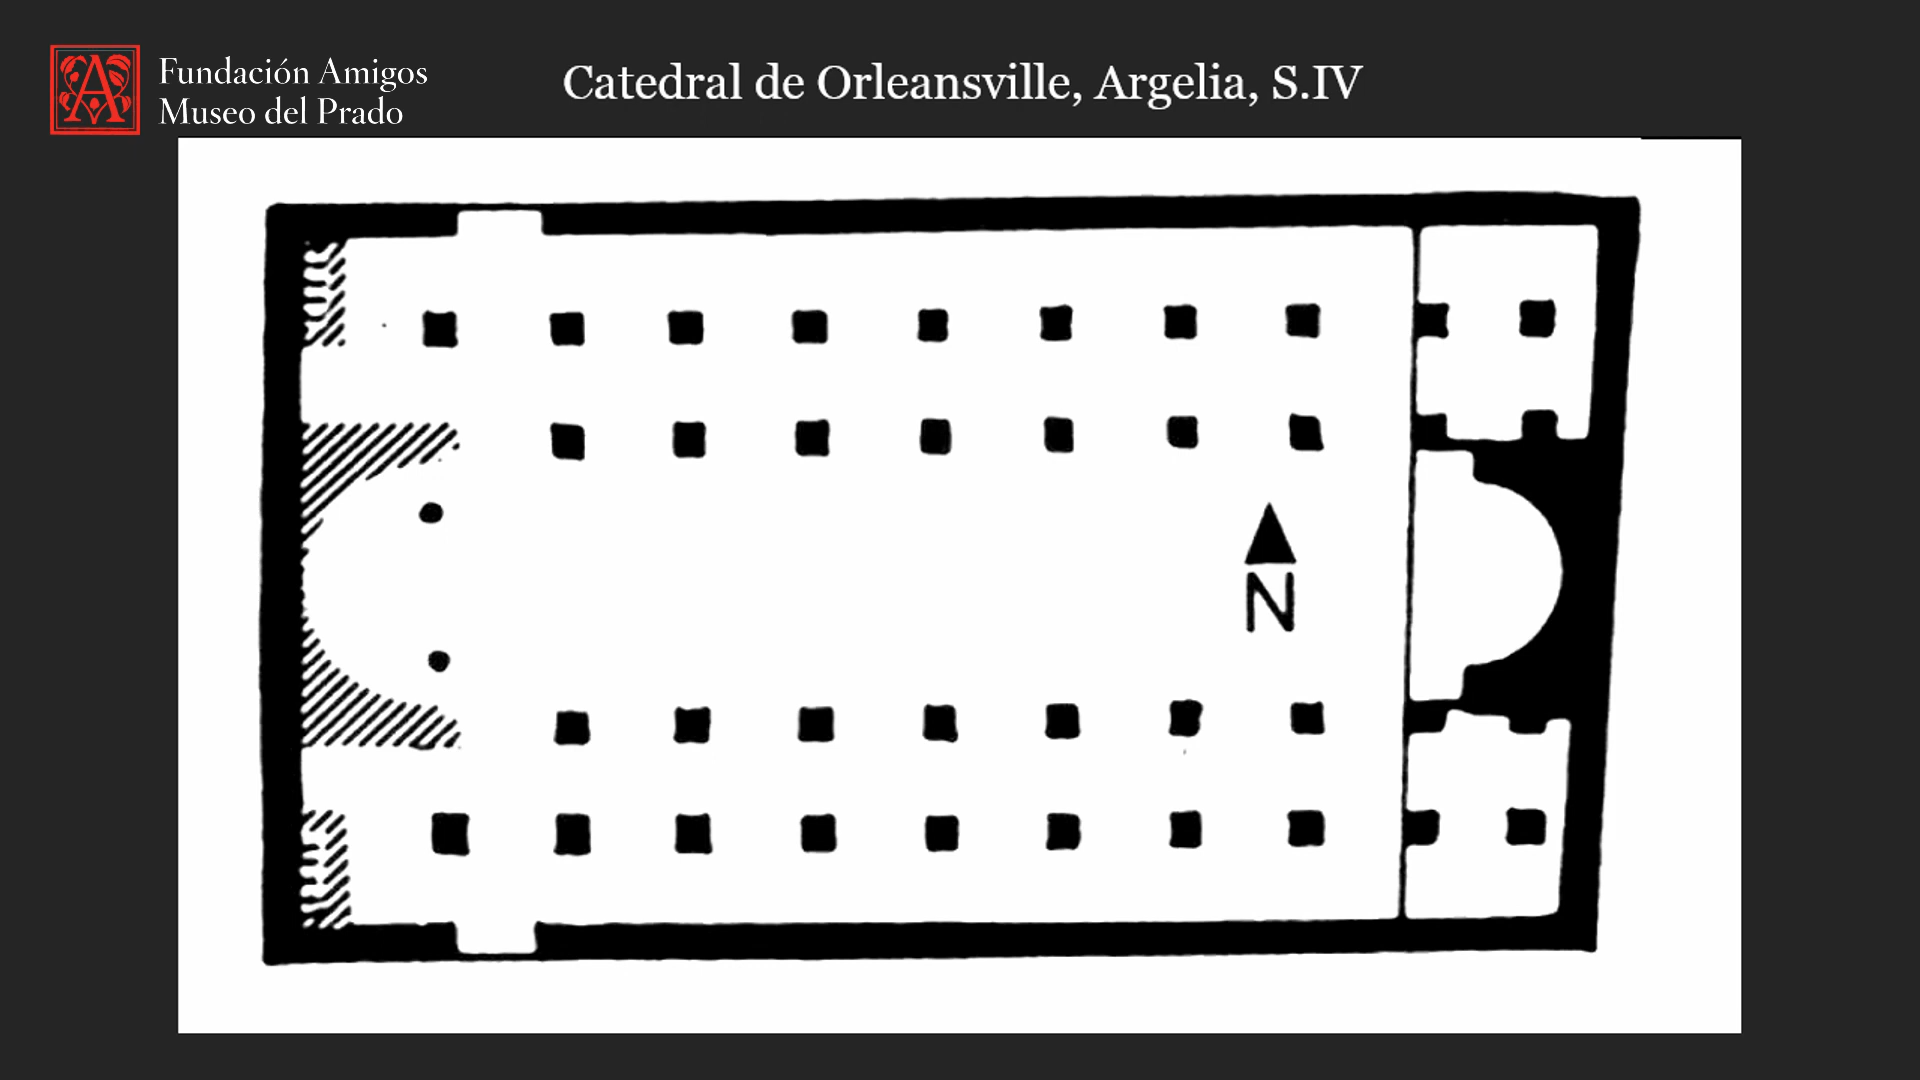 Fundación Amigos
Museo del Prado
Catedral de Orleansville, Argelia, S.IV
A
N